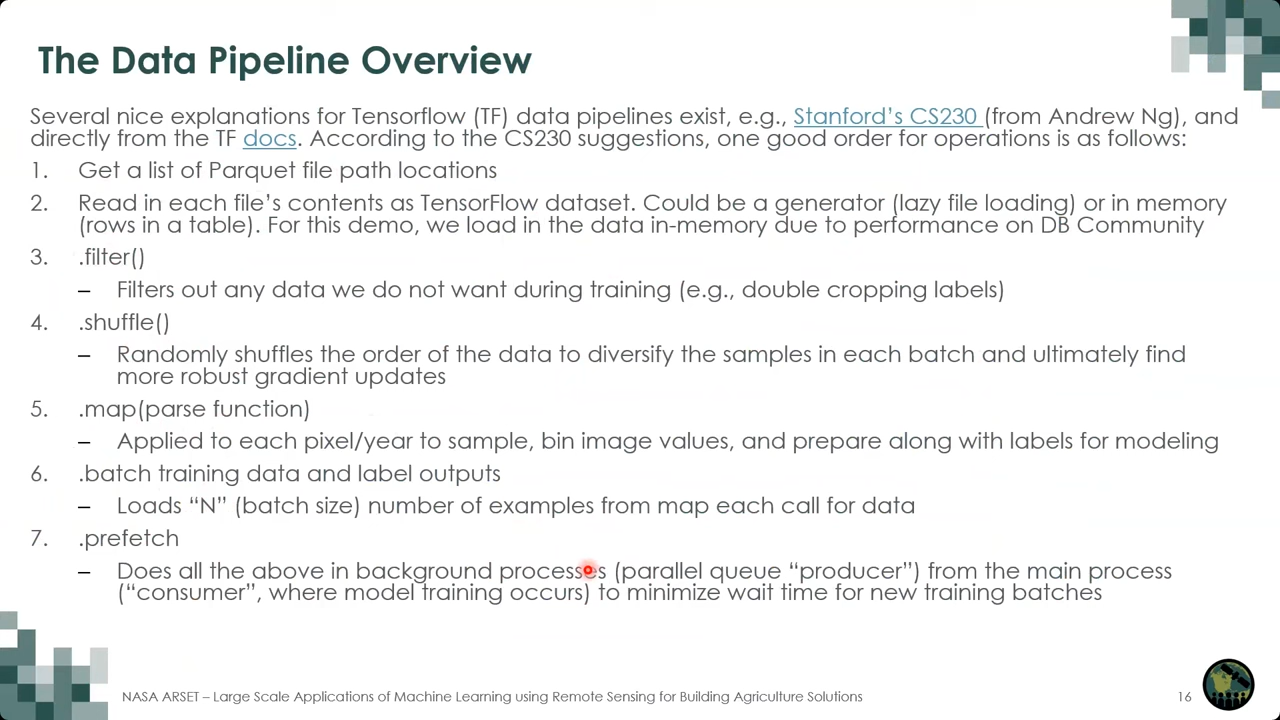 The Data Pipeline Overview
Several nice explanations for Tensorflow (TF) data pipelines exist, e.g., Stanford's CS230 (from Andrew Ng), and
directly from the TF docs. According to the CS230 suggestions, one good order for operations is as follows:
1. Get a list of Parquet file path locations
2. Read in each file's contents as TensorFlow dataset. Could be a generator (lazy file loading) or in memory
(rows in a table). For this demo, we load in the data in-memory due to performance on DB Community
3. .filter()
– Filters out any data we do not want during training (e.g., double cropping labels)
4. .shuffle()
– Randomly shuffles the order of the data to diversify the samples in each batch and ultimately find
more robust gradient updates
5. .map(parse function)
– Applied to each pixel/year to sample, bin image values, and prepare along with labels for modeling
6. .batch training data and label outputs
– Loads “N” (batch size) number of examples from map each call for data
7. .prefetch
– Does all the above in background processes (parallel queue “producer”) from the main process
(“consumer”, where model training occurs) to minimize wait time for new training batches
NASA ARSET – Large Scale Applications of Machine Learning using Remote Sensing for Building Agriculture Solutions
16